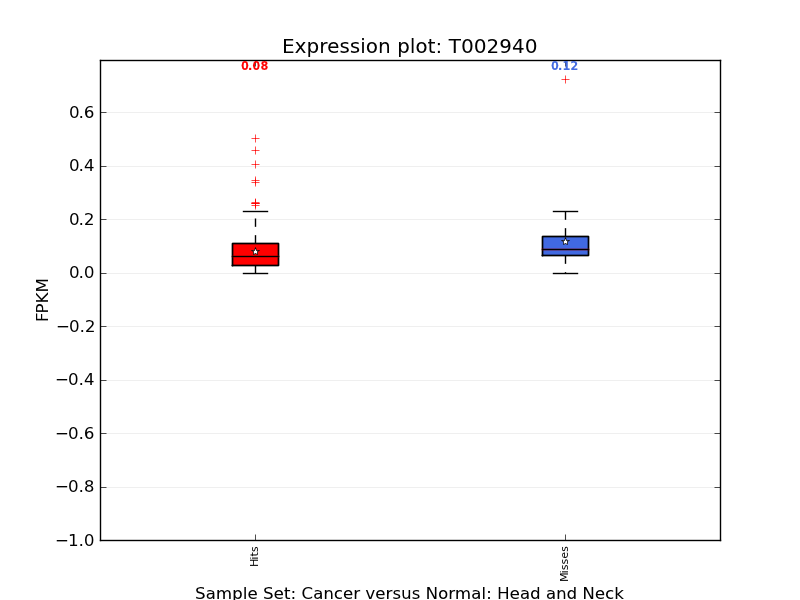 Expression plot: T002940
0.08
0.12
0.6
0.4
0.2
0.0
−0.2
−0.4
−0.6
−0.8
−1.0
FPKM
Hits
Misses
Sample Set: Cancer versus Normal: Head and Neck